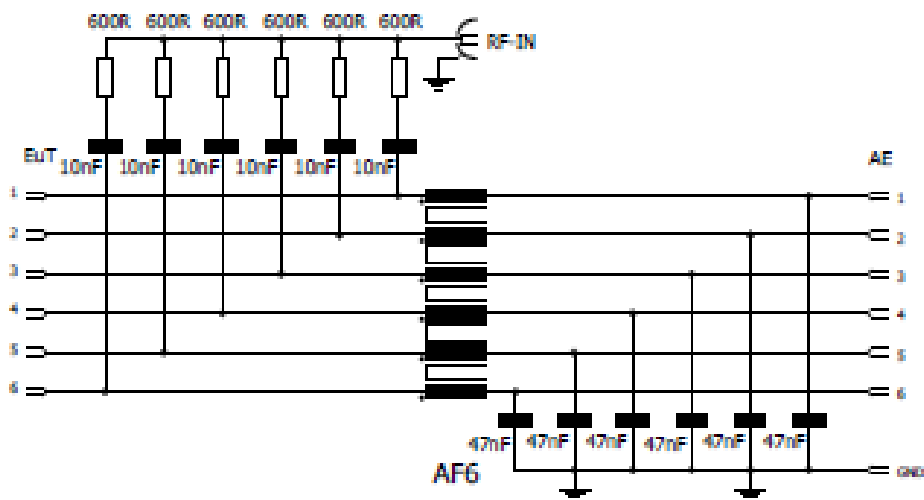 600R 600R 600R 600R 600R 600R
RF-IN
EuT
10nF 10nF 10nF 10nF 10nF 10nF
AE
1 1
2 2
3 3
4 4
5 5
6 6
47nF 47nF 47nF 47nF 47nF 47nF
AF6
GND